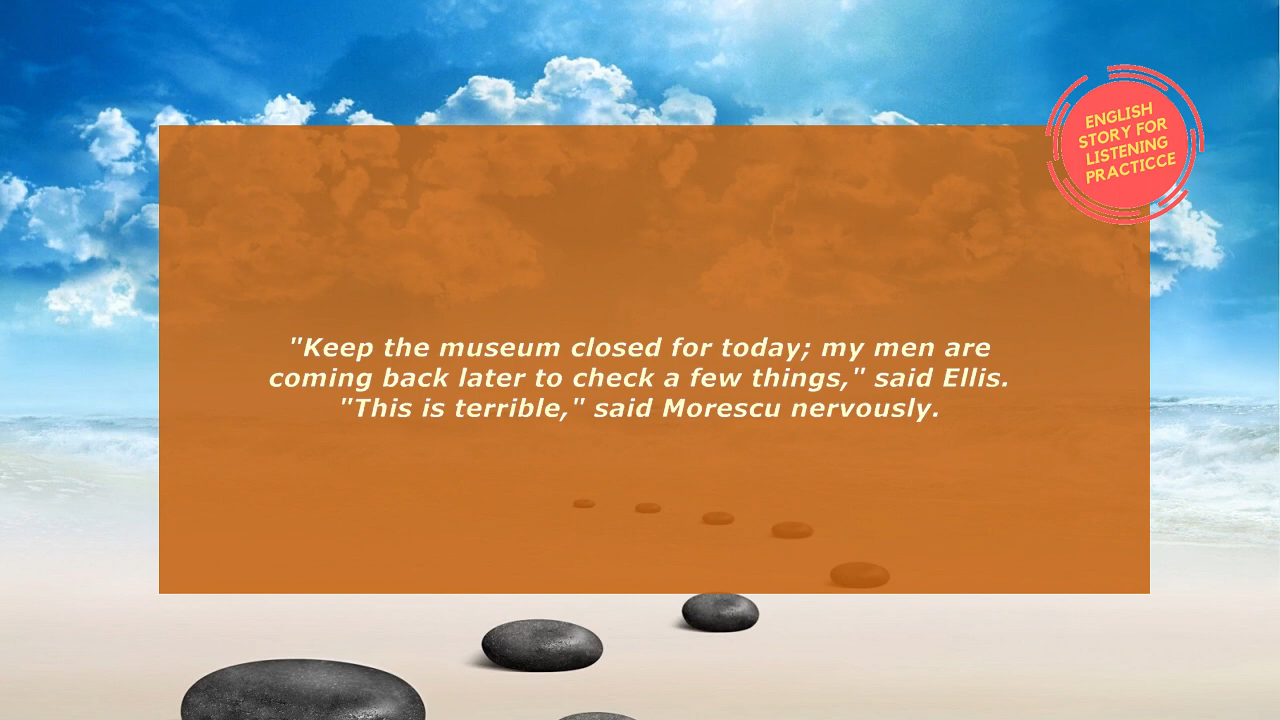 ENGLISH
STORY FOR
LISTENING
PRACTICCE
"Keep the museum closed for today; my men are
coming back later to check a few things," said Ellis.
"This is terrible," said Morescu nervously.